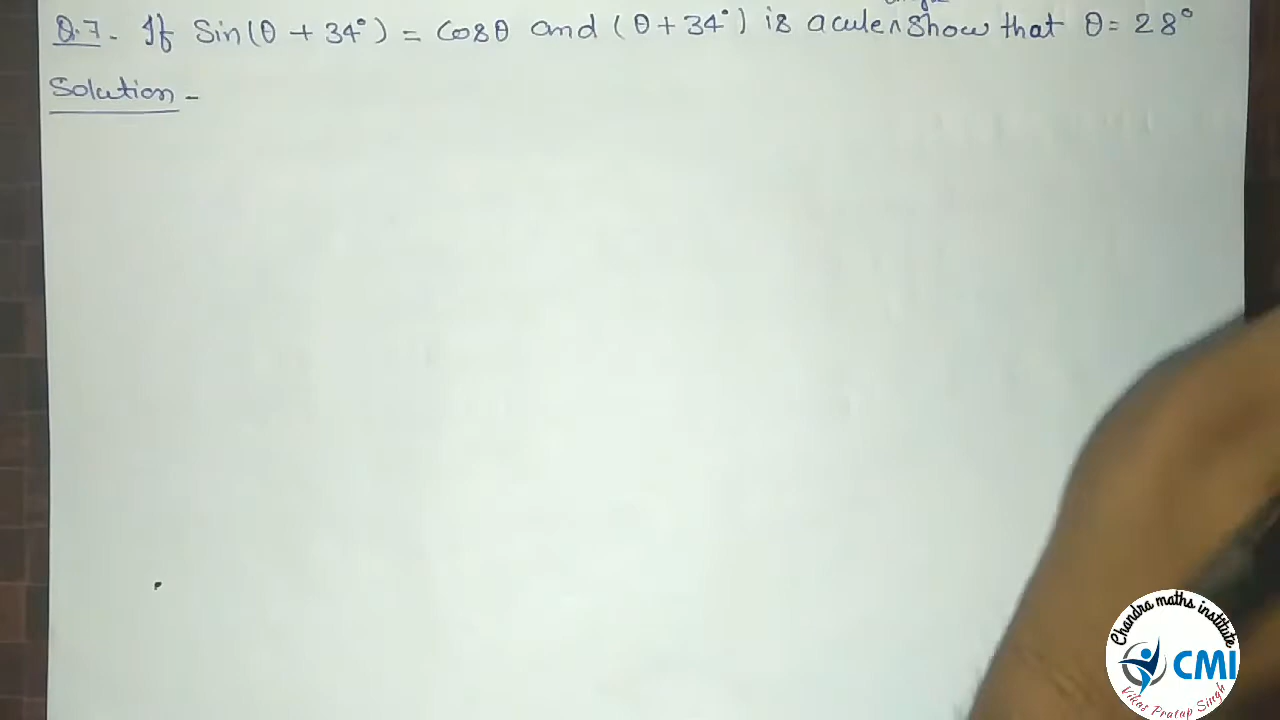 Q.7- If Sin(θ + 34°) = Cosθ and (θ + 34°) is acute ∧ Show that θ = 28°
Solution -
Chandra maths institute
CMI
Vikas Pratap Singh